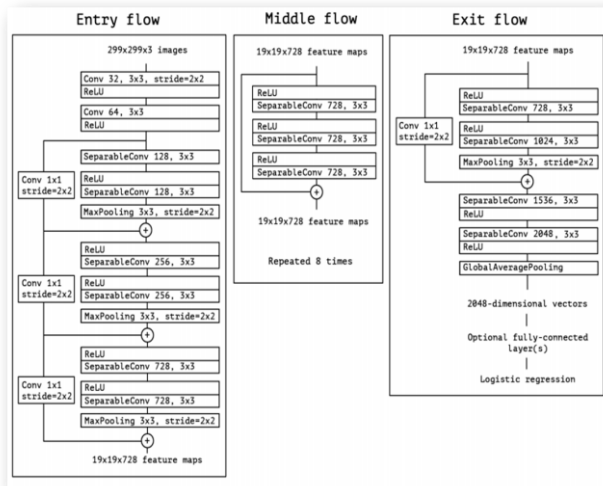 Entry flow
299x299x3 images
Conv 32, 3x3, stride=2x2
ReLU
Conv 64, 3x3
ReLU
Conv 1x1
stride=2x2
SeparableConv 128, 3x3
ReLU
SeparableConv 128, 3x3
MaxPooling 3x3, stride=2x2
+
Conv 1x1
stride=2x2
ReLU
SeparableConv 256, 3x3
ReLU
SeparableConv 256, 3x3
MaxPooling 3x3, stride=2x2
+
Conv 1x1
stride=2x2
ReLU
SeparableConv 728, 3x3
ReLU
SeparableConv 728, 3x3
MaxPooling 3x3, stride=2x2
+
19x19x728 feature maps
Middle flow
19x19x728 feature maps
ReLU
SeparableConv 728, 3x3
ReLU
SeparableConv 728, 3x3
ReLU
SeparableConv 728, 3x3
+
19x19x728 feature maps
Repeated 8 times
Exit flow
19x19x728 feature maps
Conv 1x1
stride=2x2
ReLU
SeparableConv 728, 3x3
ReLU
SeparableConv 1024, 3x3
MaxPooling 3x3, stride=2x2
+
SeparableConv 1536, 3x3
ReLU
SeparableConv 2048, 3x3
ReLU
GlobalAveragePooling
2048-dimensional vectors
Optional fully-connected
layer(s)
Logistic regression